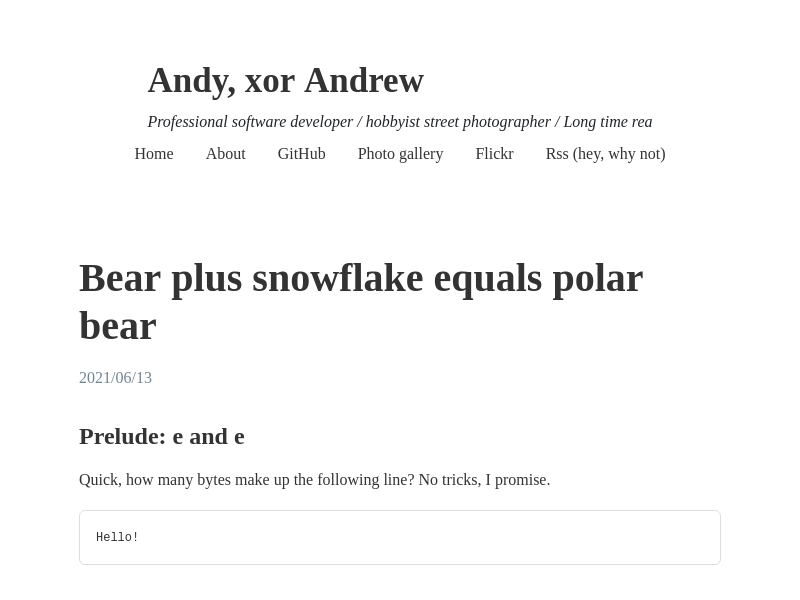 Andy, xor Andrew
Professional software developer / hobbyist street photographer / Long time rea
Home About GitHub Photo gallery Flickr Rss (hey, why not)
Bear plus snowflake equals polar
bear
2021/06/13
Prelude: e and e
Quick, how many bytes make up the following line? No tricks, I promise.
Hello!